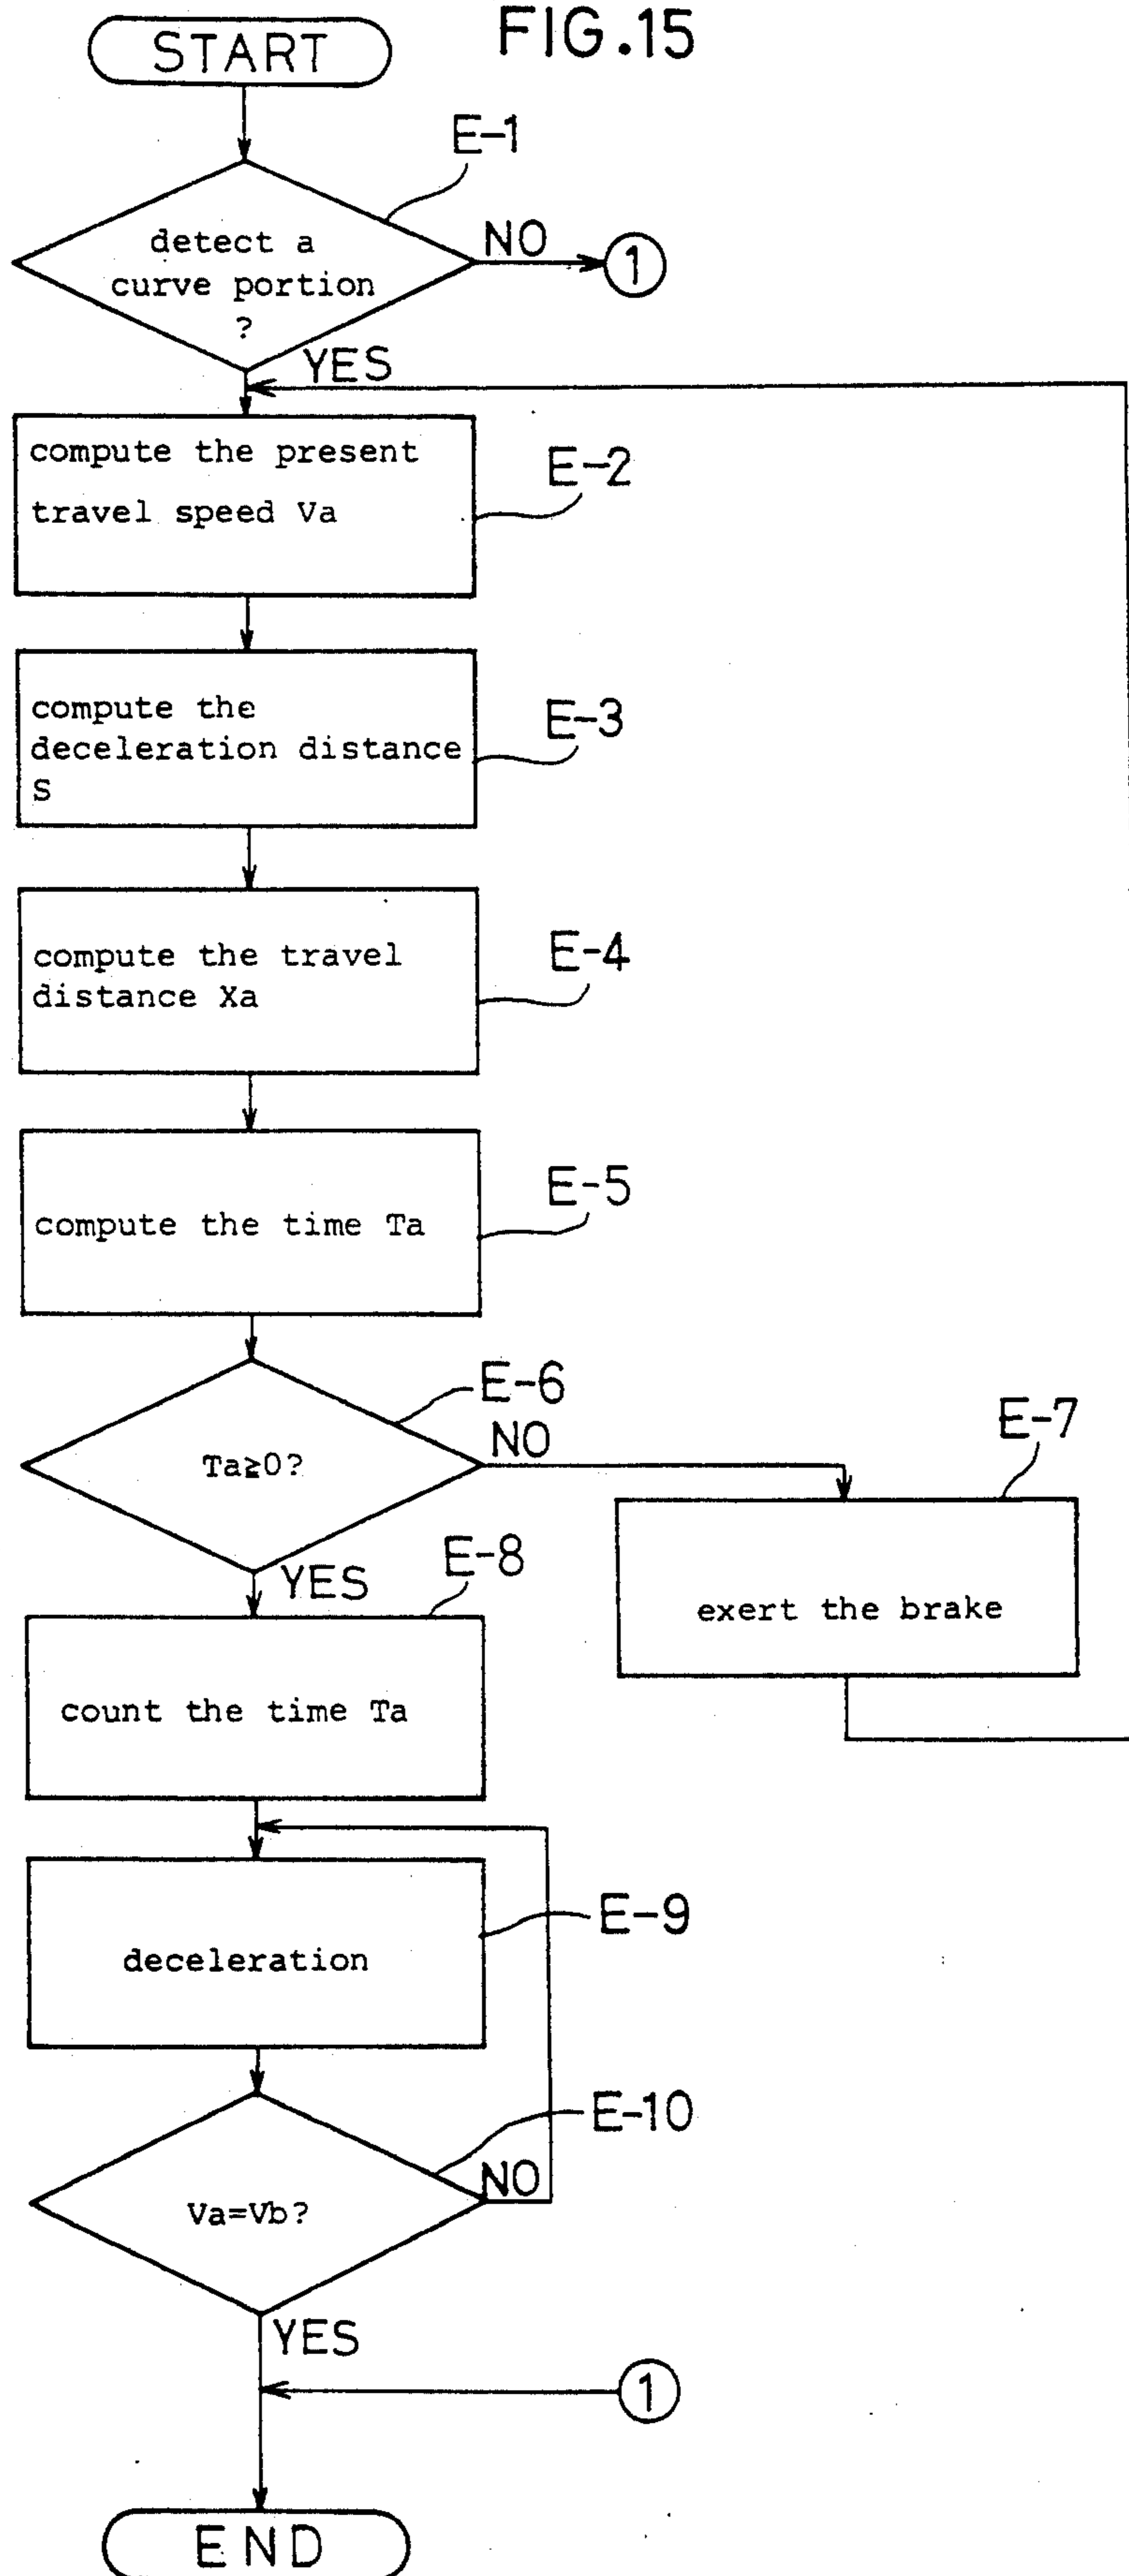 FIG.15
START
E-1
detect a
curve portion
?
NO
1
YES
compute the present
travel speed Va
E-2
compute the
deceleration distance
S
E-3
compute the travel
distance Xa
E-4
compute the time Ta
E-5
E-6
Ta≧0?
NO
E-7
exert the brake
YES
E-8
count the time Ta
deceleration
E-9
E-10
Va=Vb?
NO
YES
1
END